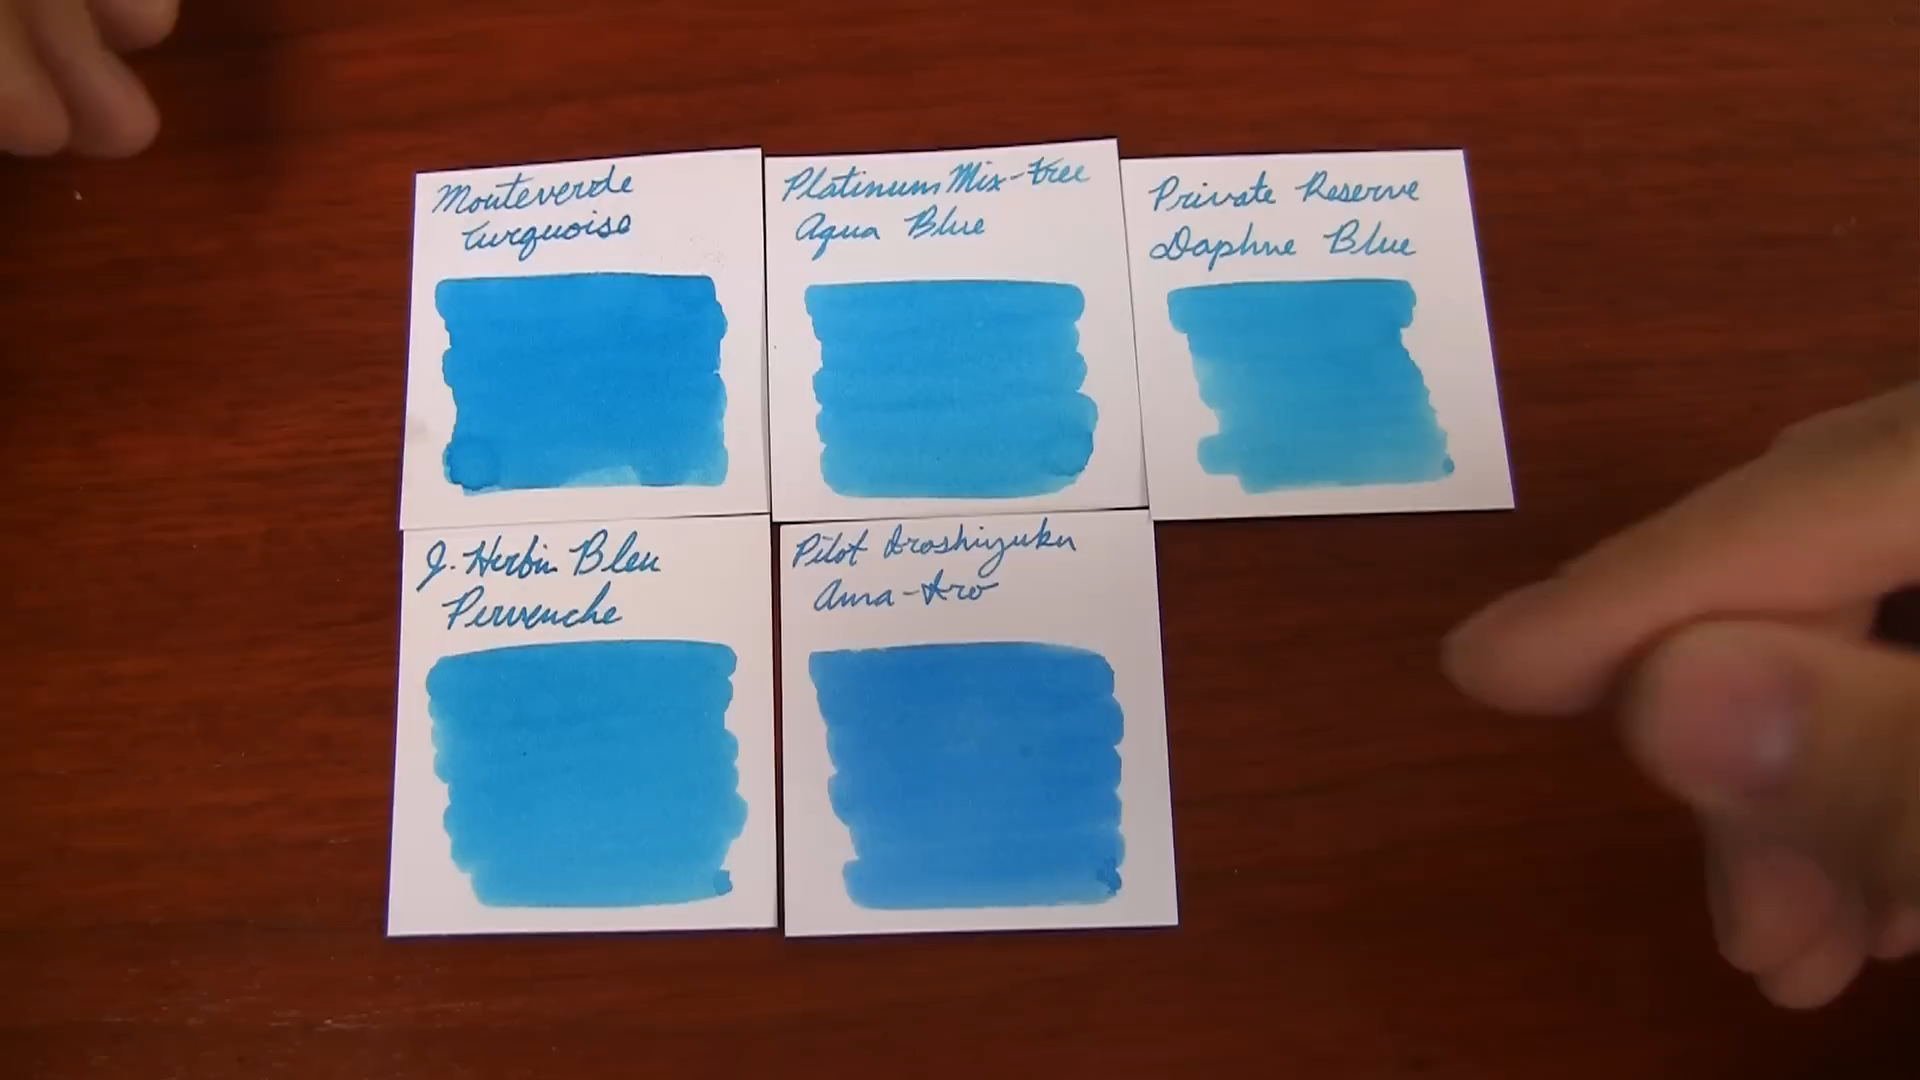 Monteverde
Turquoise
Platinum Mix-Free
Aqua Blue
Private Reserve
Daphne Blue
J. Herbin Bleu
Pervenche
Pilot Iroshizuku
Ama-Iro